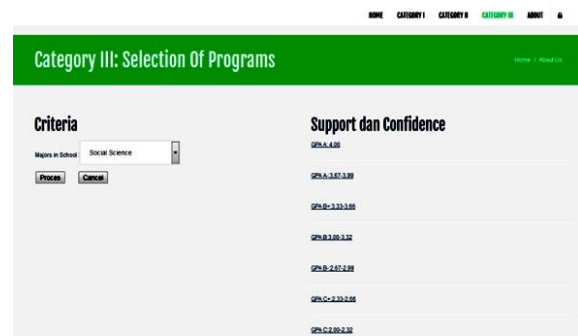 HOME CATEGORY I CATEGORY II CATEGORY III ABOUT
Category III: Selection Of Programs
Home / About Us
Criteria
Majors in School : Social Science
Proces Cancel
Support dan Confidence
GPA A: 4.00
GPA A-:3.67-3.99
GPA B+:3.33-3.66
GPA B:3.00-3.32
GPA B-:2.67-2.99
GPA C+:2.33-2.66
GPA C:2.00-2.32